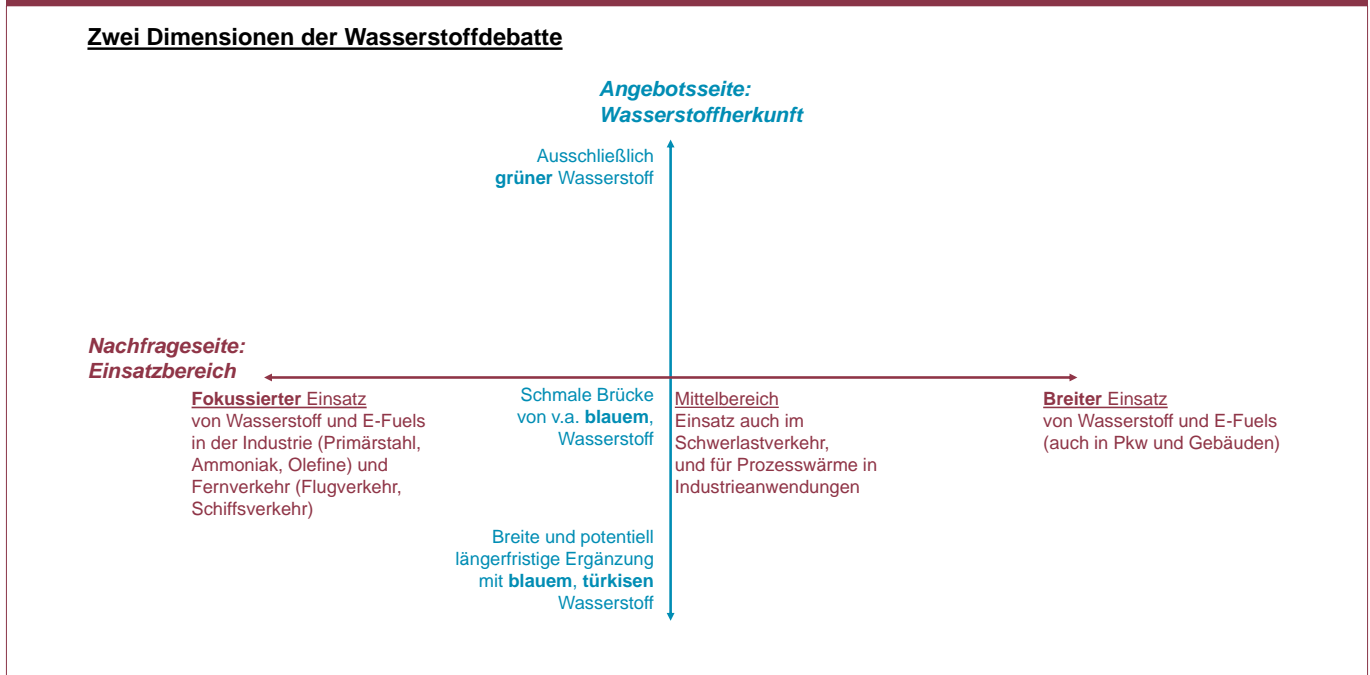 Zwei Dimensionen der Wasserstoffdebatte
Angebotsseite:
Wasserstoffherkunft
Ausschließlich
grüner Wasserstoff
Nachfrageseite:
Einsatzbereich
Fokussierter Einsatz
von Wasserstoff und E-Fuels
in der Industrie (Primärstahl,
Ammoniak, Olefine) und
Fernverkehr (Flugverkehr,
Schiffsverkehr)
Schmale Brücke
von v.a. blauem,
Wasserstoff
Mittelbereich
Einsatz auch im
Schwerlastverkehr,
und für Prozesswärme in
Industrieanwendungen
Breiter Einsatz
von Wasserstoff und E-Fuels
(auch in Pkw und Gebäuden)
Breite und potentiell
längerfristige Ergänzung
mit blauem, türkisen
Wasserstoff